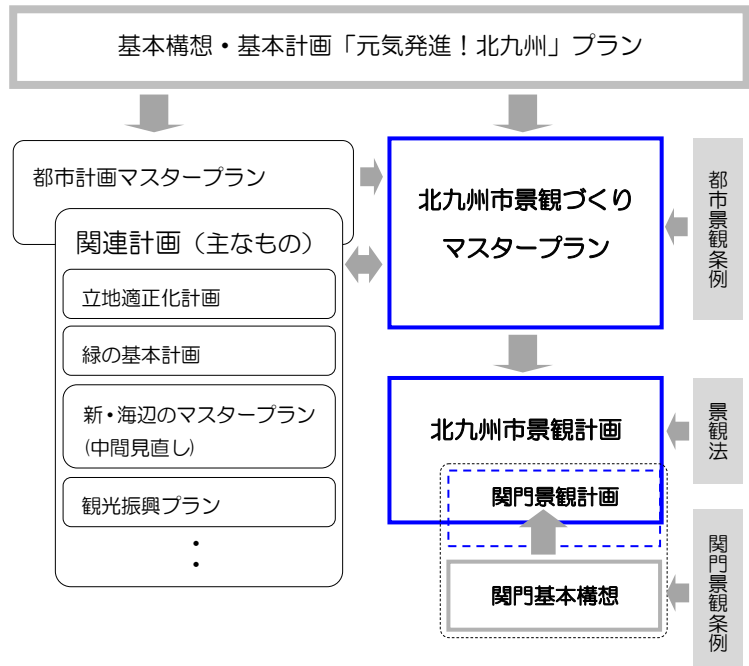 基本構想・基本計画「元気発進！北九州」プラン
都市計画マスタープラン
関連計画（主なもの）
立地適正化計画
緑の基本計画
新・海辺のマスタープラン
(中間見直し)
観光振興プラン
・
・
北九州市景観づくり
マスタープラン
都市景観条例
北九州市景観計画
景観法
関門景観計画
関門基本構想
関門景観条例